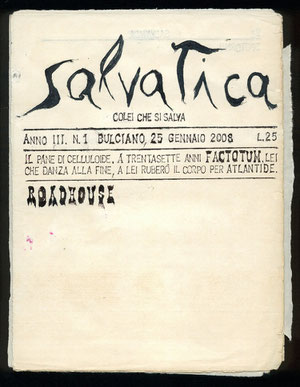 salvatica
COLEI CHE SI SALVA
ANNO III. N.1 BULCIANO, 25 GENNAIO 2008 L.25
IL PANE DI CELLULOIDE. A TRENTASETTE ANNI FACTOTUM. LEI
CHE DANZA ALLA FINE, A LEI RUBERÓ IL CORPO PER ATLANTIDE.
ROADHOUSE